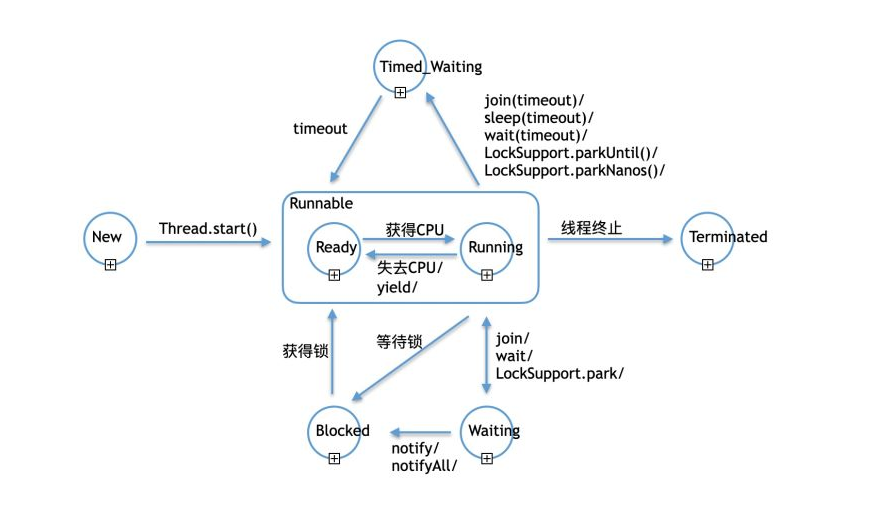 Timed_Waiting
timeout
join(timeout)/
sleep(timeout)/
wait(timeout)/
LockSupport.parkUntil()/
LockSupport.parkNanos()/
Runnable
New
Thread.start()
Ready
获得CPU
Running
失去CPU/
yield/
线程终止
Terminated
获得锁
等待锁
join/
wait/
LockSupport.park/
Blocked
notify/
notifyAll/
Waiting